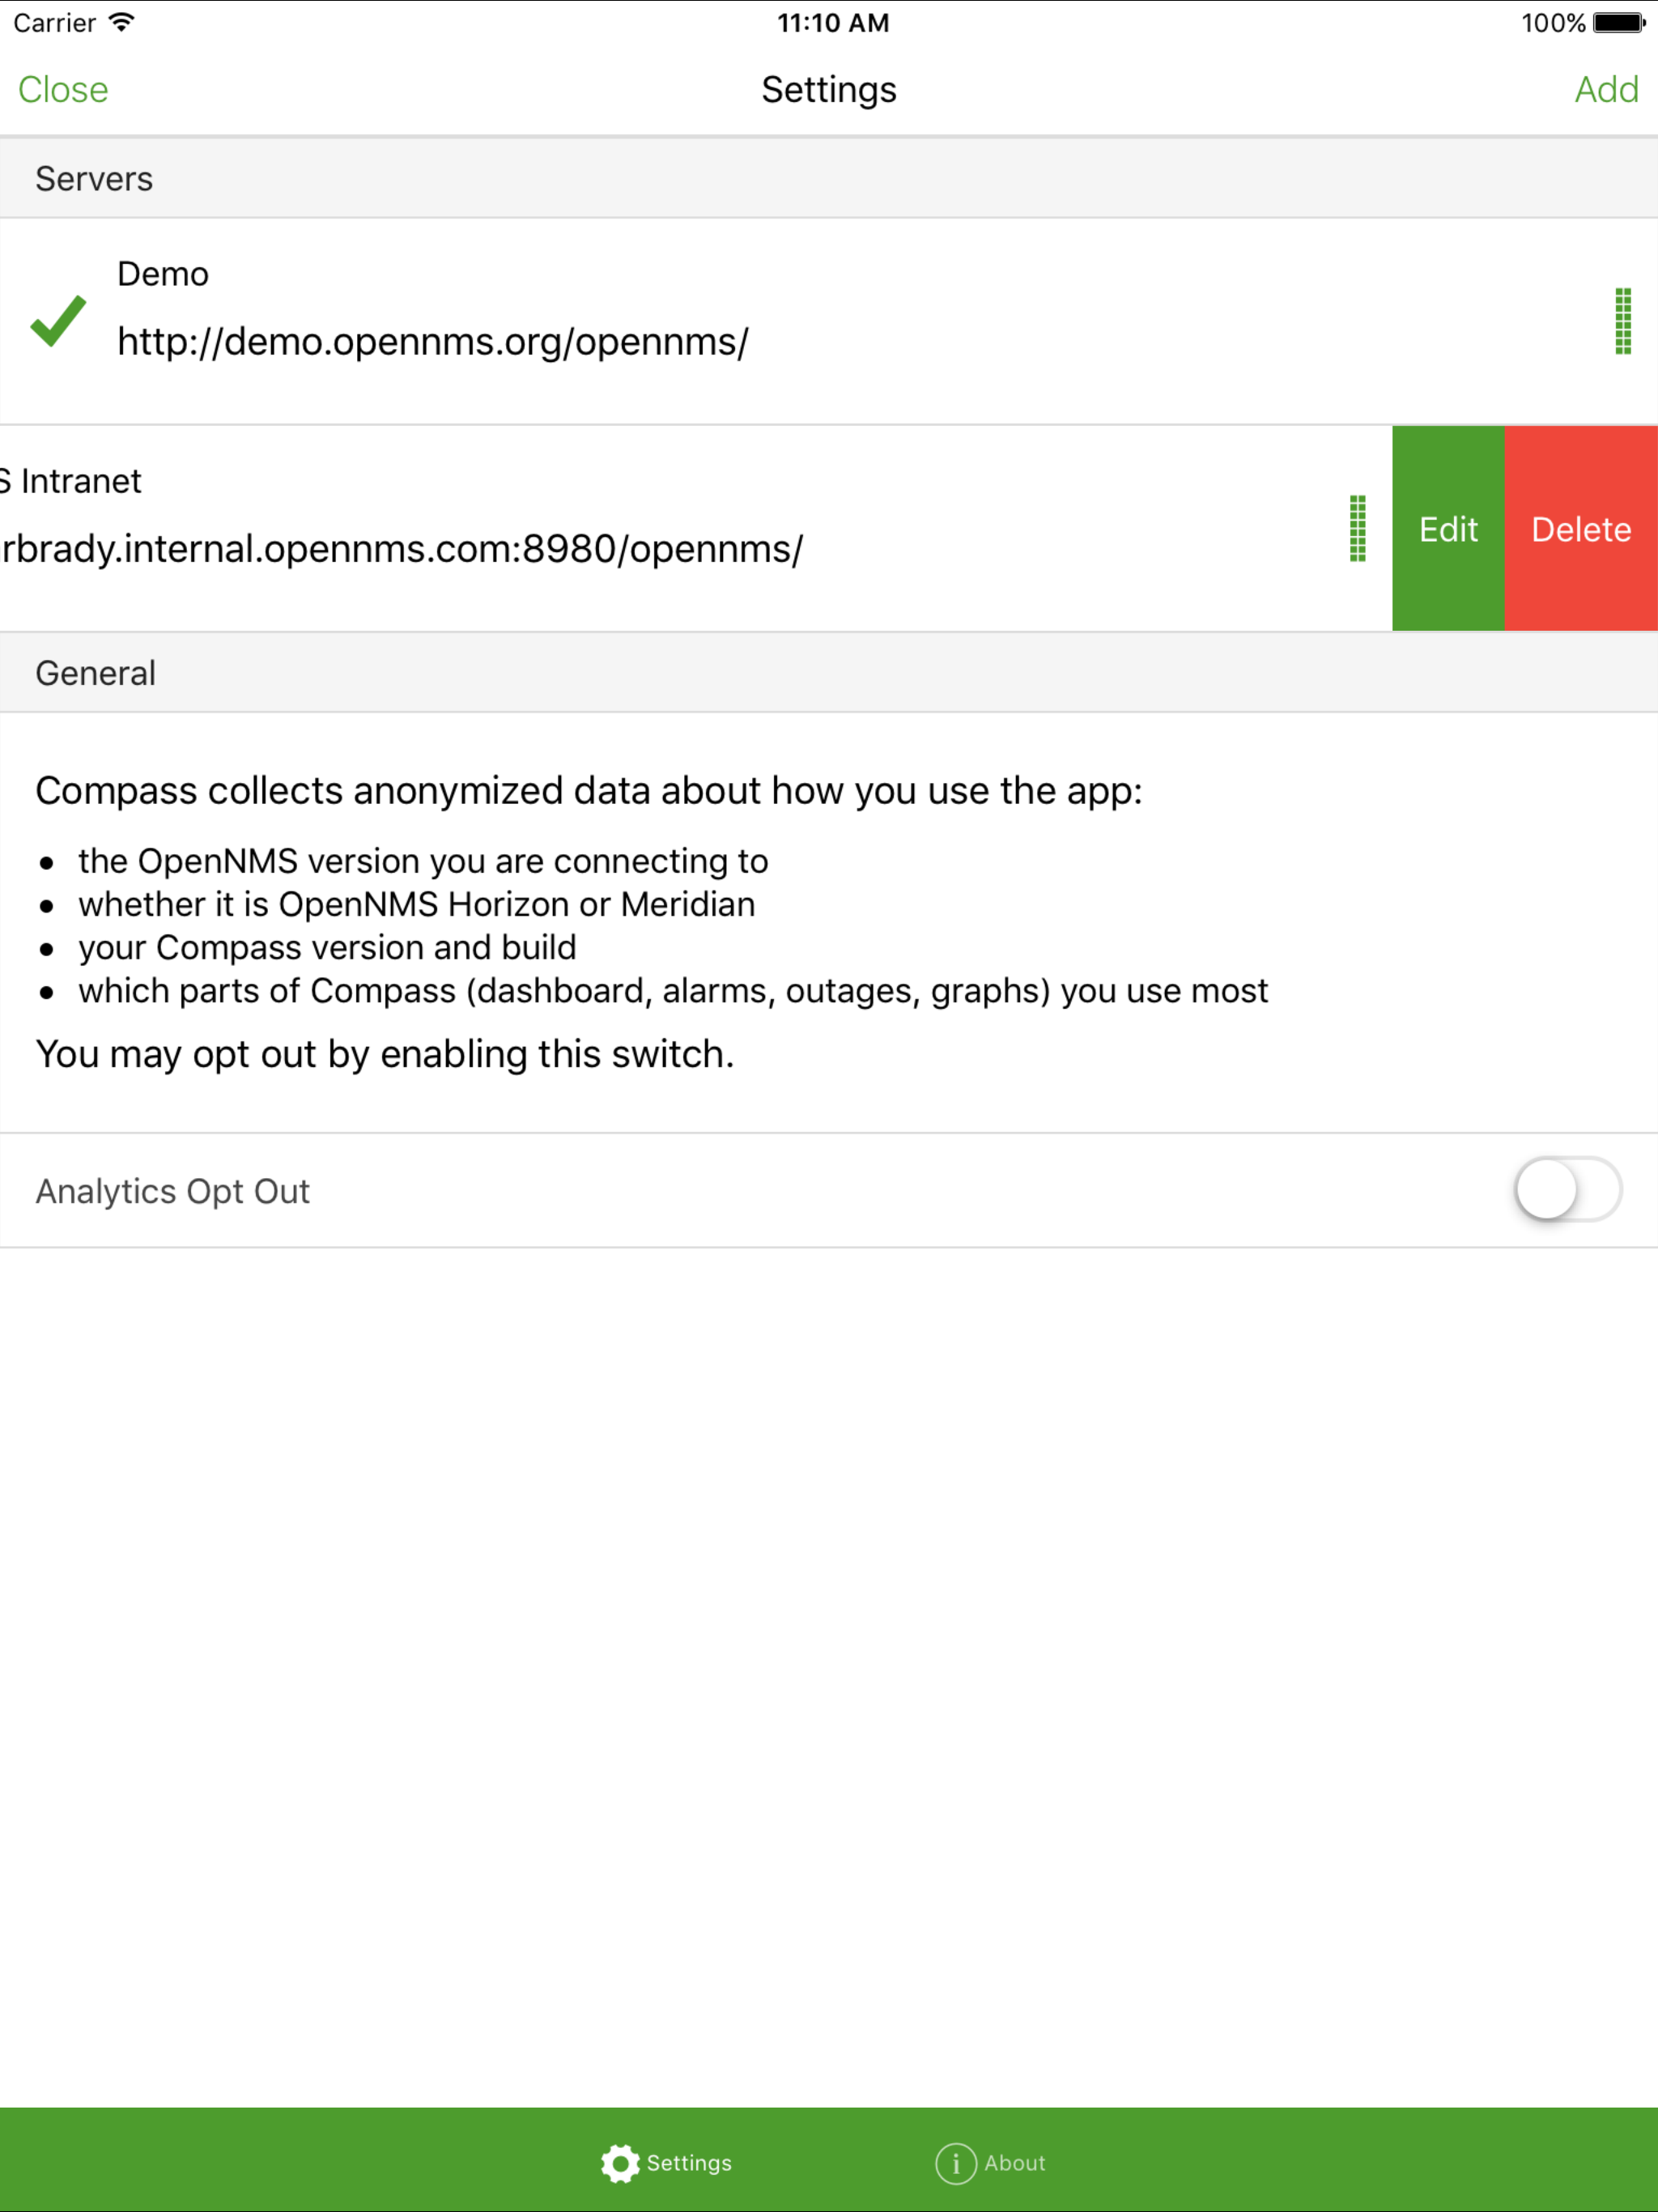 Carrier
11:10 AM
100%
Close
Settings
Add
Servers
Demo
http://demo.opennms.org/opennms/
S Intranet
rbrady.internal.opennms.com:8980/opennms/
Edit
Delete
General
Compass collects anonymized data about how you use the app:
• the OpenNMS version you are connecting to
• whether it is OpenNMS Horizon or Meridian
• your Compass version and build
• which parts of Compass (dashboard, alarms, outages, graphs) you use most
You may opt out by enabling this switch.
Analytics Opt Out
Settings
About